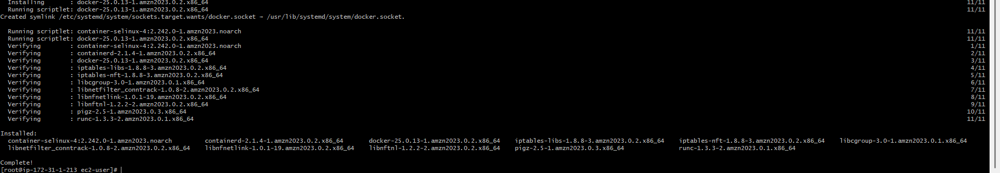 Installing : docker-25.0.13-1.amzn2023.0.2.x86_64 11/11
Running scriptlet: docker-25.0.13-1.amzn2023.0.2.x86_64 11/11
Created symlink /etc/systemd/system/sockets.target.wants/docker.socket → /usr/lib/systemd/system/docker.socket.
Running scriptlet: container-selinux-4:2.242.0-1.amzn2023.noarch 11/11
Running scriptlet: docker-25.0.13-1.amzn2023.0.2.x86_64 11/11
Verifying : container-selinux-4:2.242.0-1.amzn2023.noarch 1/11
Verifying : containerd-2.1.4-1.amzn2023.0.2.x86_64 2/11
Verifying : docker-25.0.13-1.amzn2023.0.2.x86_64 3/11
Verifying : iptables-libs-1.8.8-3.amzn2023.0.2.x86_64 4/11
Verifying : iptables-nft-1.8.8-3.amzn2023.0.2.x86_64 5/11
Verifying : libcgroup-3.0-1.amzn2023.0.1.x86_64 6/11
Verifying : libnetfilter_conntrack-1.0.8-2.amzn2023.0.2.x86_64 7/11
Verifying : libnfnetlink-1.0.1-19.amzn2023.0.2.x86_64 8/11
Verifying : libnftnl-1.2.2-2.amzn2023.0.2.x86_64 9/11
Verifying : pigz-2.5-1.amzn2023.0.3.x86_64 10/11
Verifying : runc-1.3.3-2.amzn2023.0.1.x86_64 11/11
Installed:
container-selinux-4:2.242.0-1.amzn2023.noarch containerd-2.1.4-1.amzn2023.0.2.x86_64 docker-25.0.13-1.amzn2023.0.2.x86_64 iptables-libs-1.8.8-3.amzn2023.0.2.x86_64 iptables-nft-1.8.8-3.amzn2023.0.2.x86_64 libcgroup-3.0-1.amzn2023.0.1.x86_64
libnetfilter_conntrack-1.0.8-2.amzn2023.0.2.x86_64 libnfnetlink-1.0.1-19.amzn2023.0.2.x86_64 libnftnl-1.2.2-2.amzn2023.0.2.x86_64 pigz-2.5-1.amzn2023.0.3.x86_64 runc-1.3.3-2.amzn2023.0.1.x86_64
Complete!
[root@ip-172-31-1-213 ec2-user]#